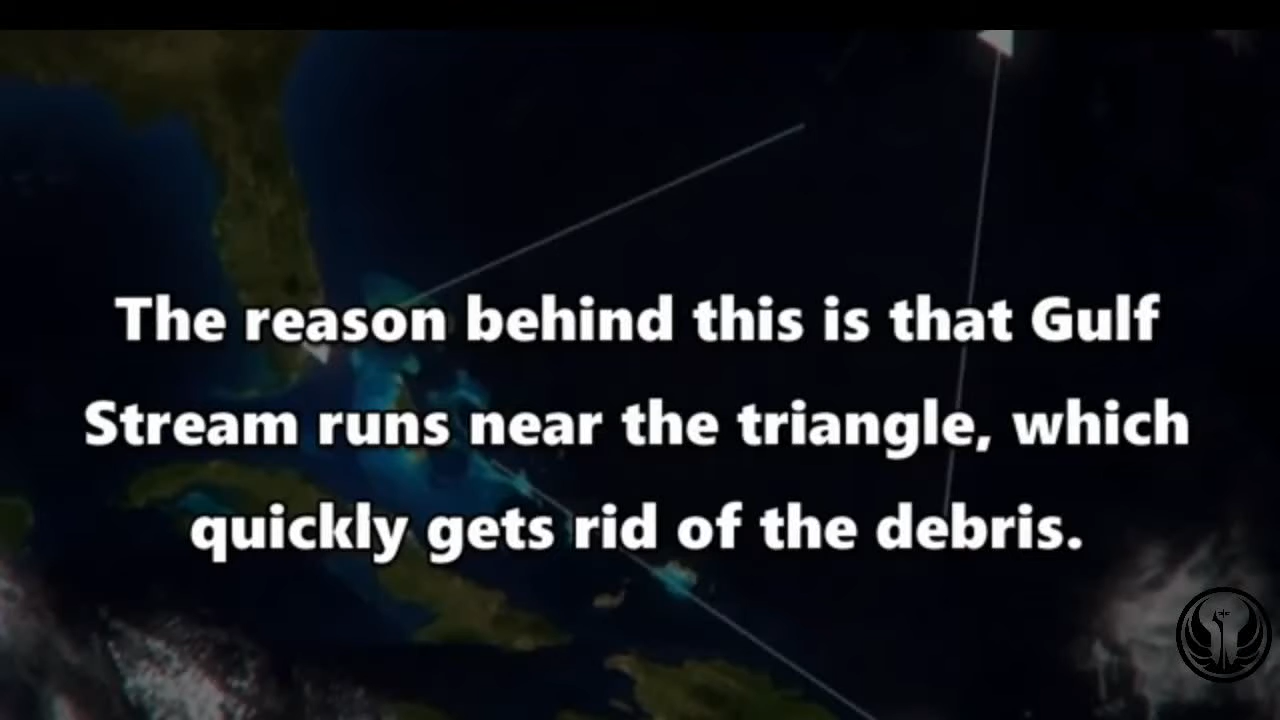 The reason behind this is that Gulf
Stream runs near the triangle, which
quickly gets rid of the debris.